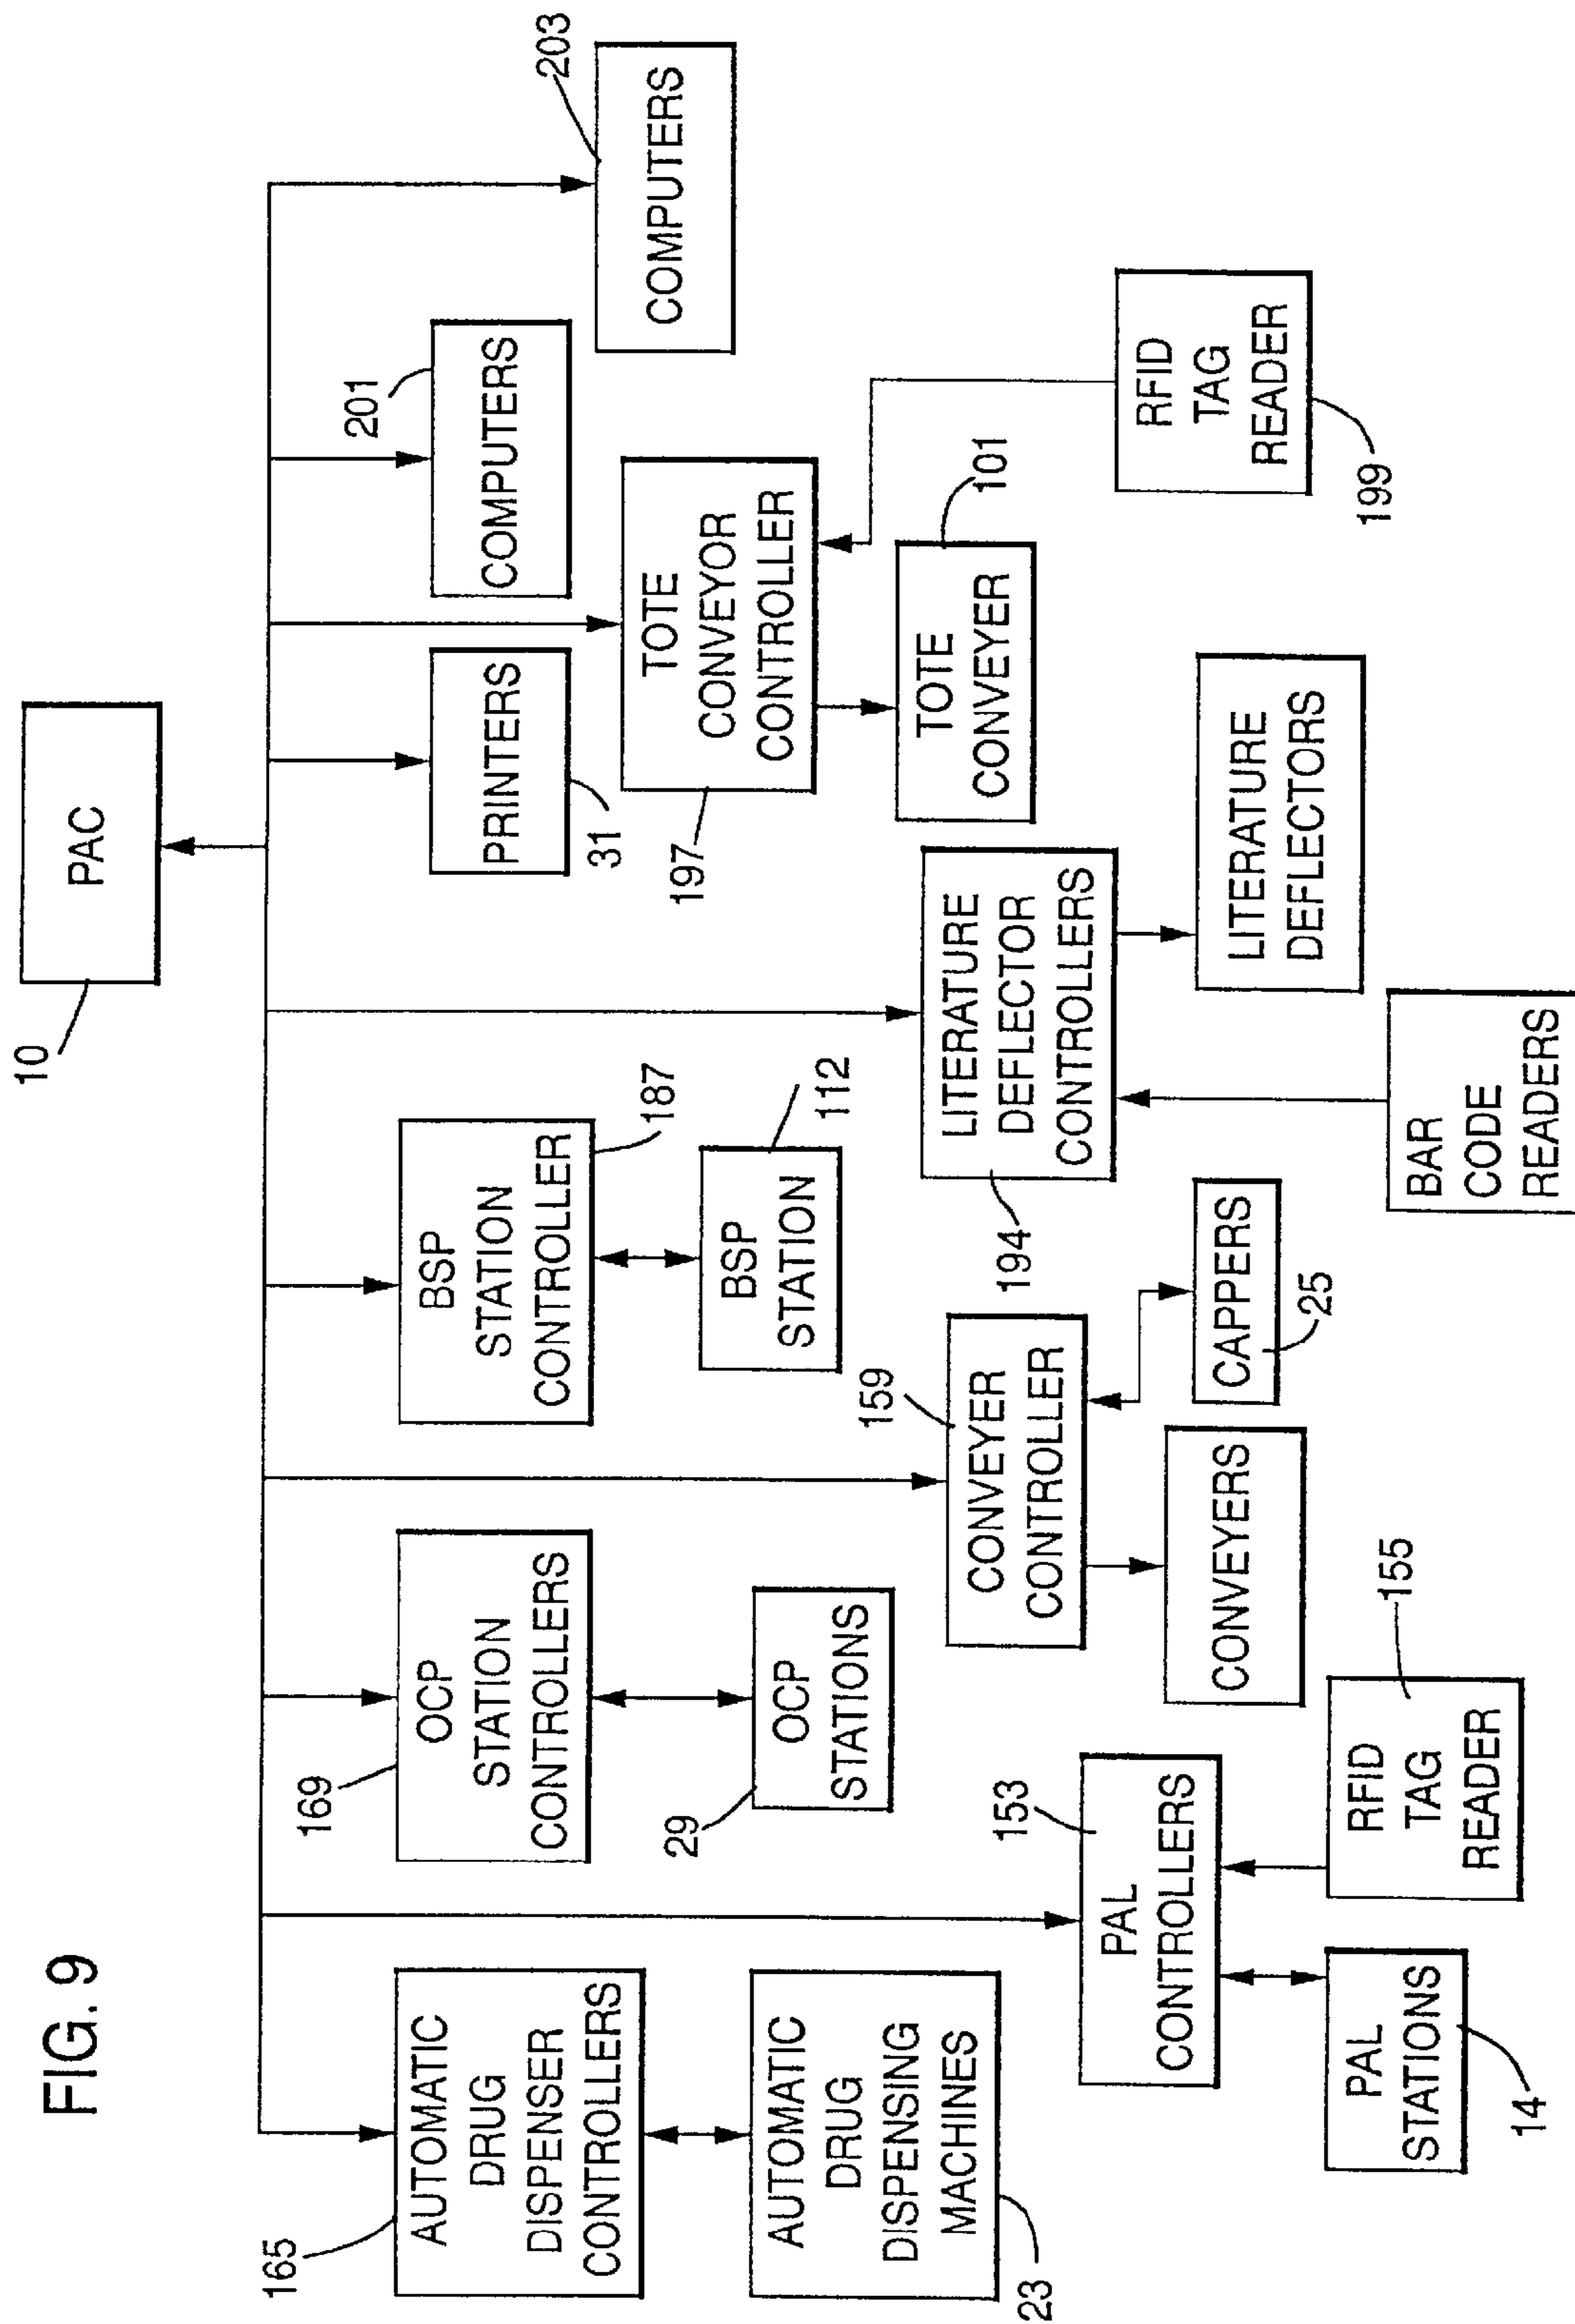 FIG. 9
10
PAC
165
AUTOMATIC
DRUG
DISPENSER
CONTROLLERS
AUTOMATIC
DRUG
DISPENSING
MACHINES
23
169
OCP
STATION
CONTROLLERS
29
OCP
STATIONS
153
PAL
CONTROLLERS
PAL
STATIONS
14
155
RFID
TAG
READER
187
BSP
STATION
CONTROLLER
112
BSP
STATION
159
CONVEYER
CONTROLLER
CONVEYERS
CAPPERS
25
194
LITERATURE
DEFLECTOR
CONTROLLERS
LITERATURE
DEFLECTORS
BAR
CODE
READERS
PRINTERS
31
201
COMPUTERS
197
TOTE
CONVEYOR
CONTROLLER
101
TOTE
CONVEYER
RFID
TAG
READER
199
203
COMPUTERS